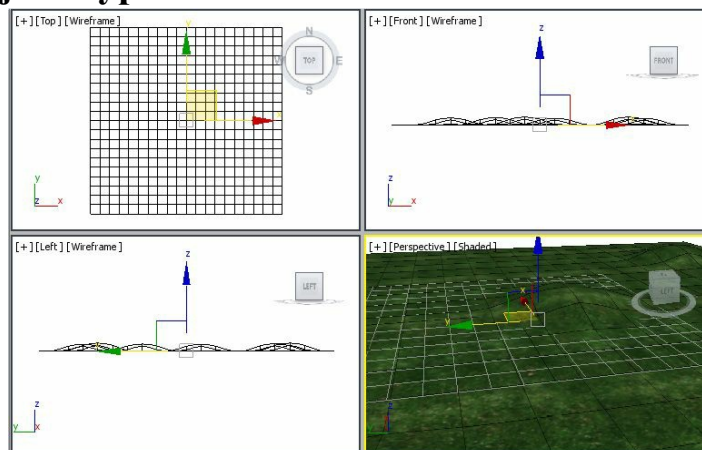 [+] [Top] [Wireframe]
y
N
W TOP E
S
x
y
z x
[+] [Front] [Wireframe]
z
FRONT
x
z
y x
[+] [Left] [Wireframe]
z
LEFT
y
z
y x
[+] [Perspective] [Shaded]
LEFT
x
y
z